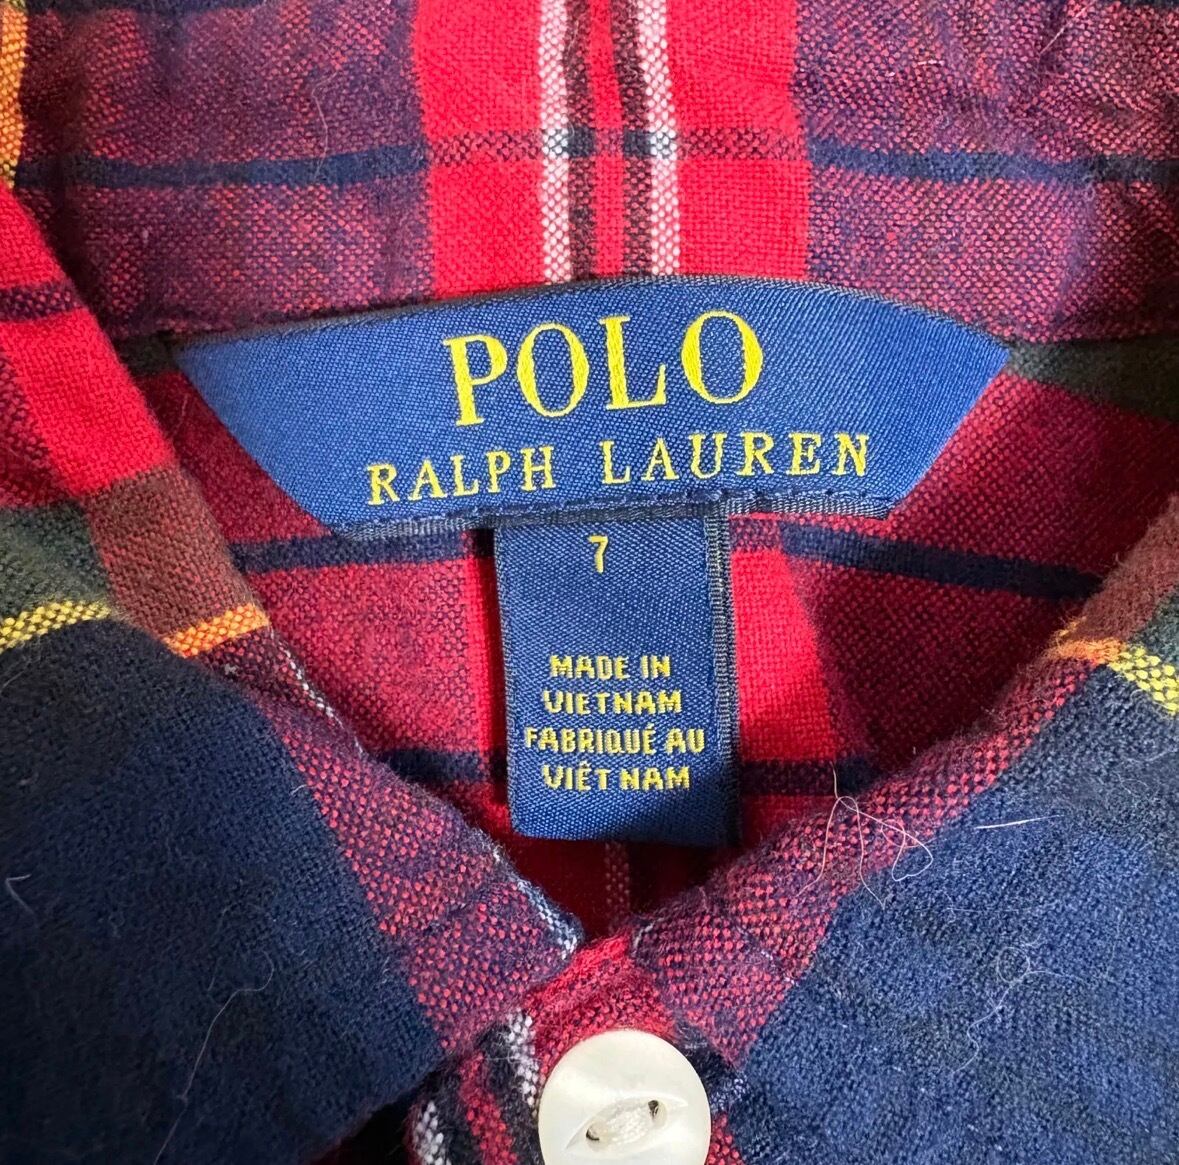 POLO
RALPH LAUREN
7
MADE IN
VIETNAM
FABRIQUÉ AU
VIÊT NAM